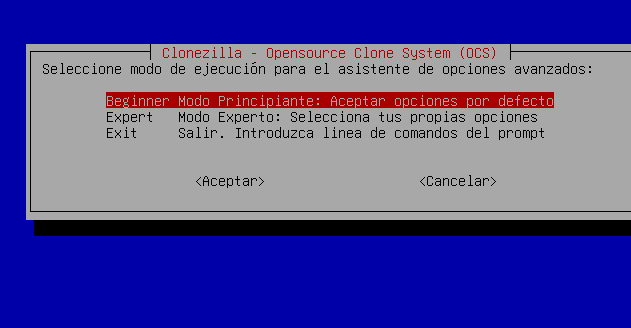 Clonezilla - Opensource Clone System (OCS)
Seleccione modo de ejecución para el asistente de opciones avanzados:
Beginner Modo Principiante: Aceptar opciones por defecto
Expert Modo Experto: Selecciona tus propias opciones
Exit Salir. Introduzca linea de comandos del prompt
<Aceptar> <Cancelar>